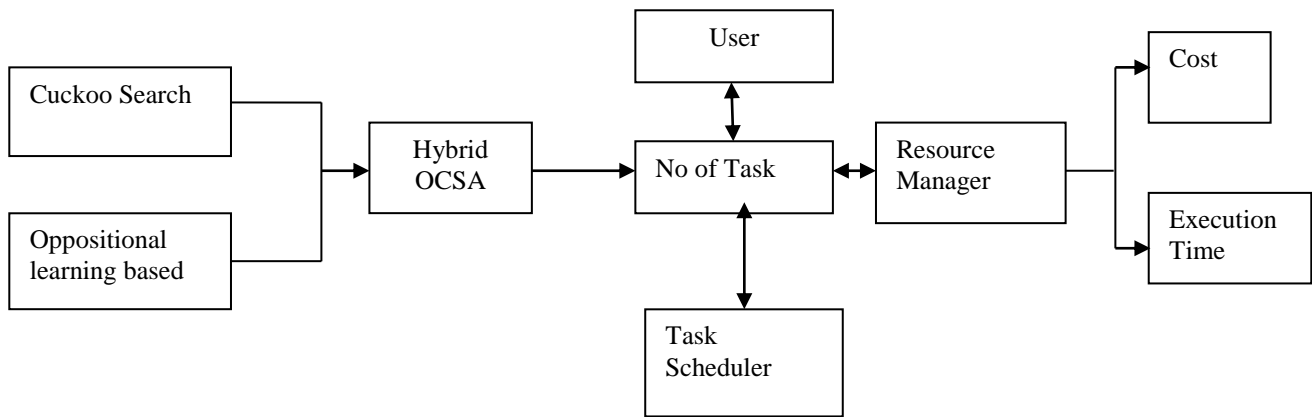 User
Cost
Cuckoo Search
Hybrid
OCSA
No of Task
Resource
Manager
Oppositional
learning based
Execution
Time
Task
Scheduler